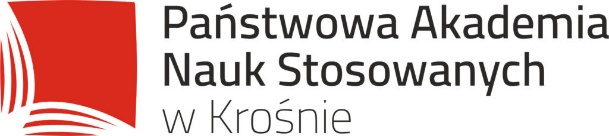 Państwowa Akademia
Nauk Stosowanych
w Krośnie